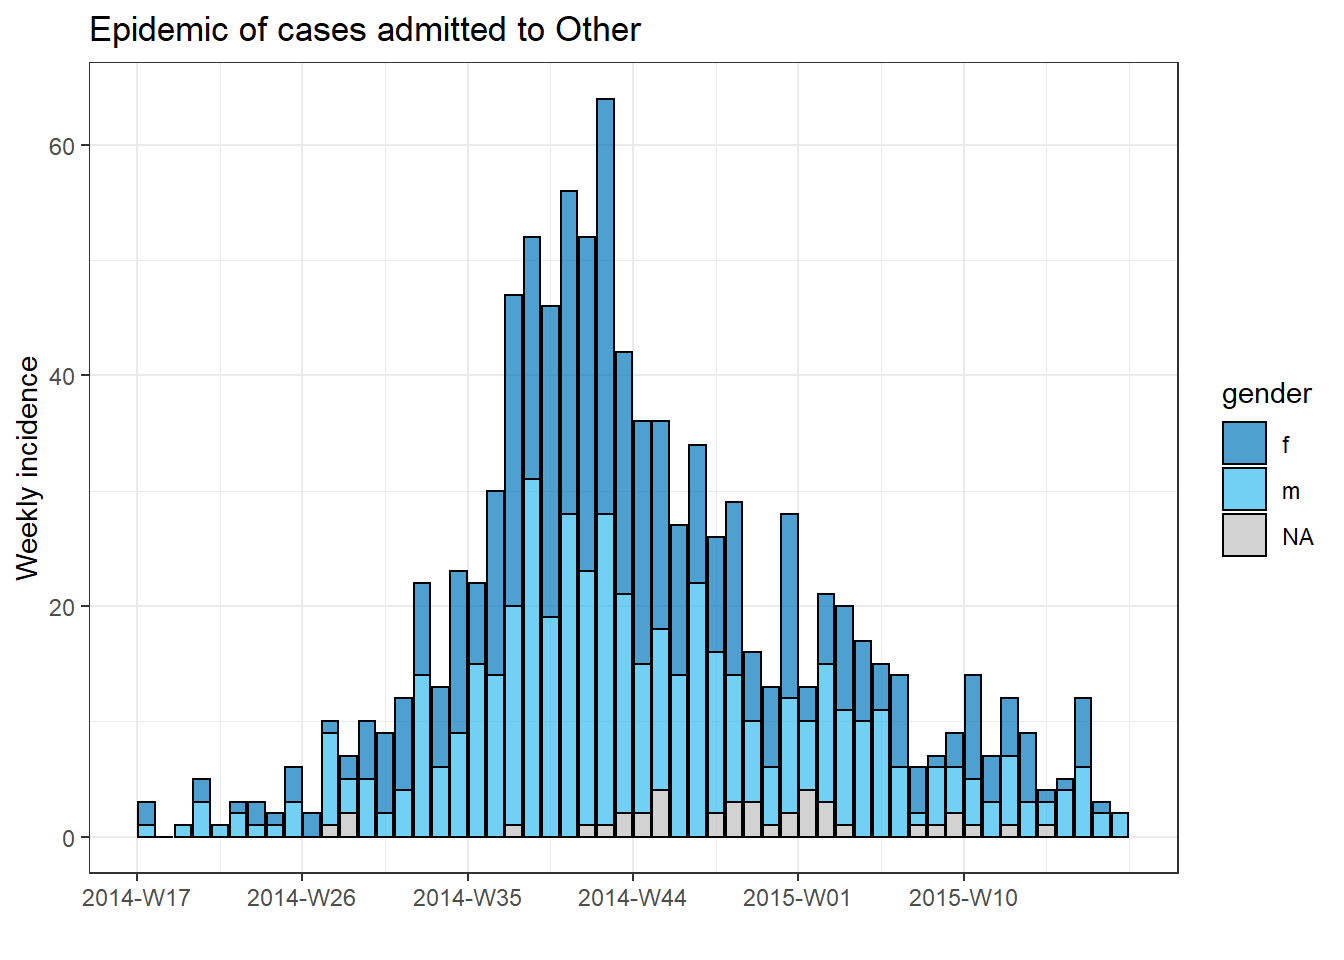 Epidemic of cases admitted to Other
Weekly incidence
60
40
20
0
2014-W17
2014-W26
2014-W35
2014-W44
2015-W01
2015-W10
gender
f
m
NA